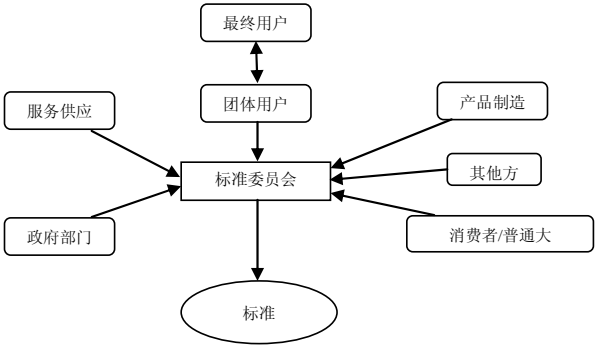 最终用户
团体用户
服务供应
产品制造
标准委员会
其他方
政府部门
消费者/普通大
标准